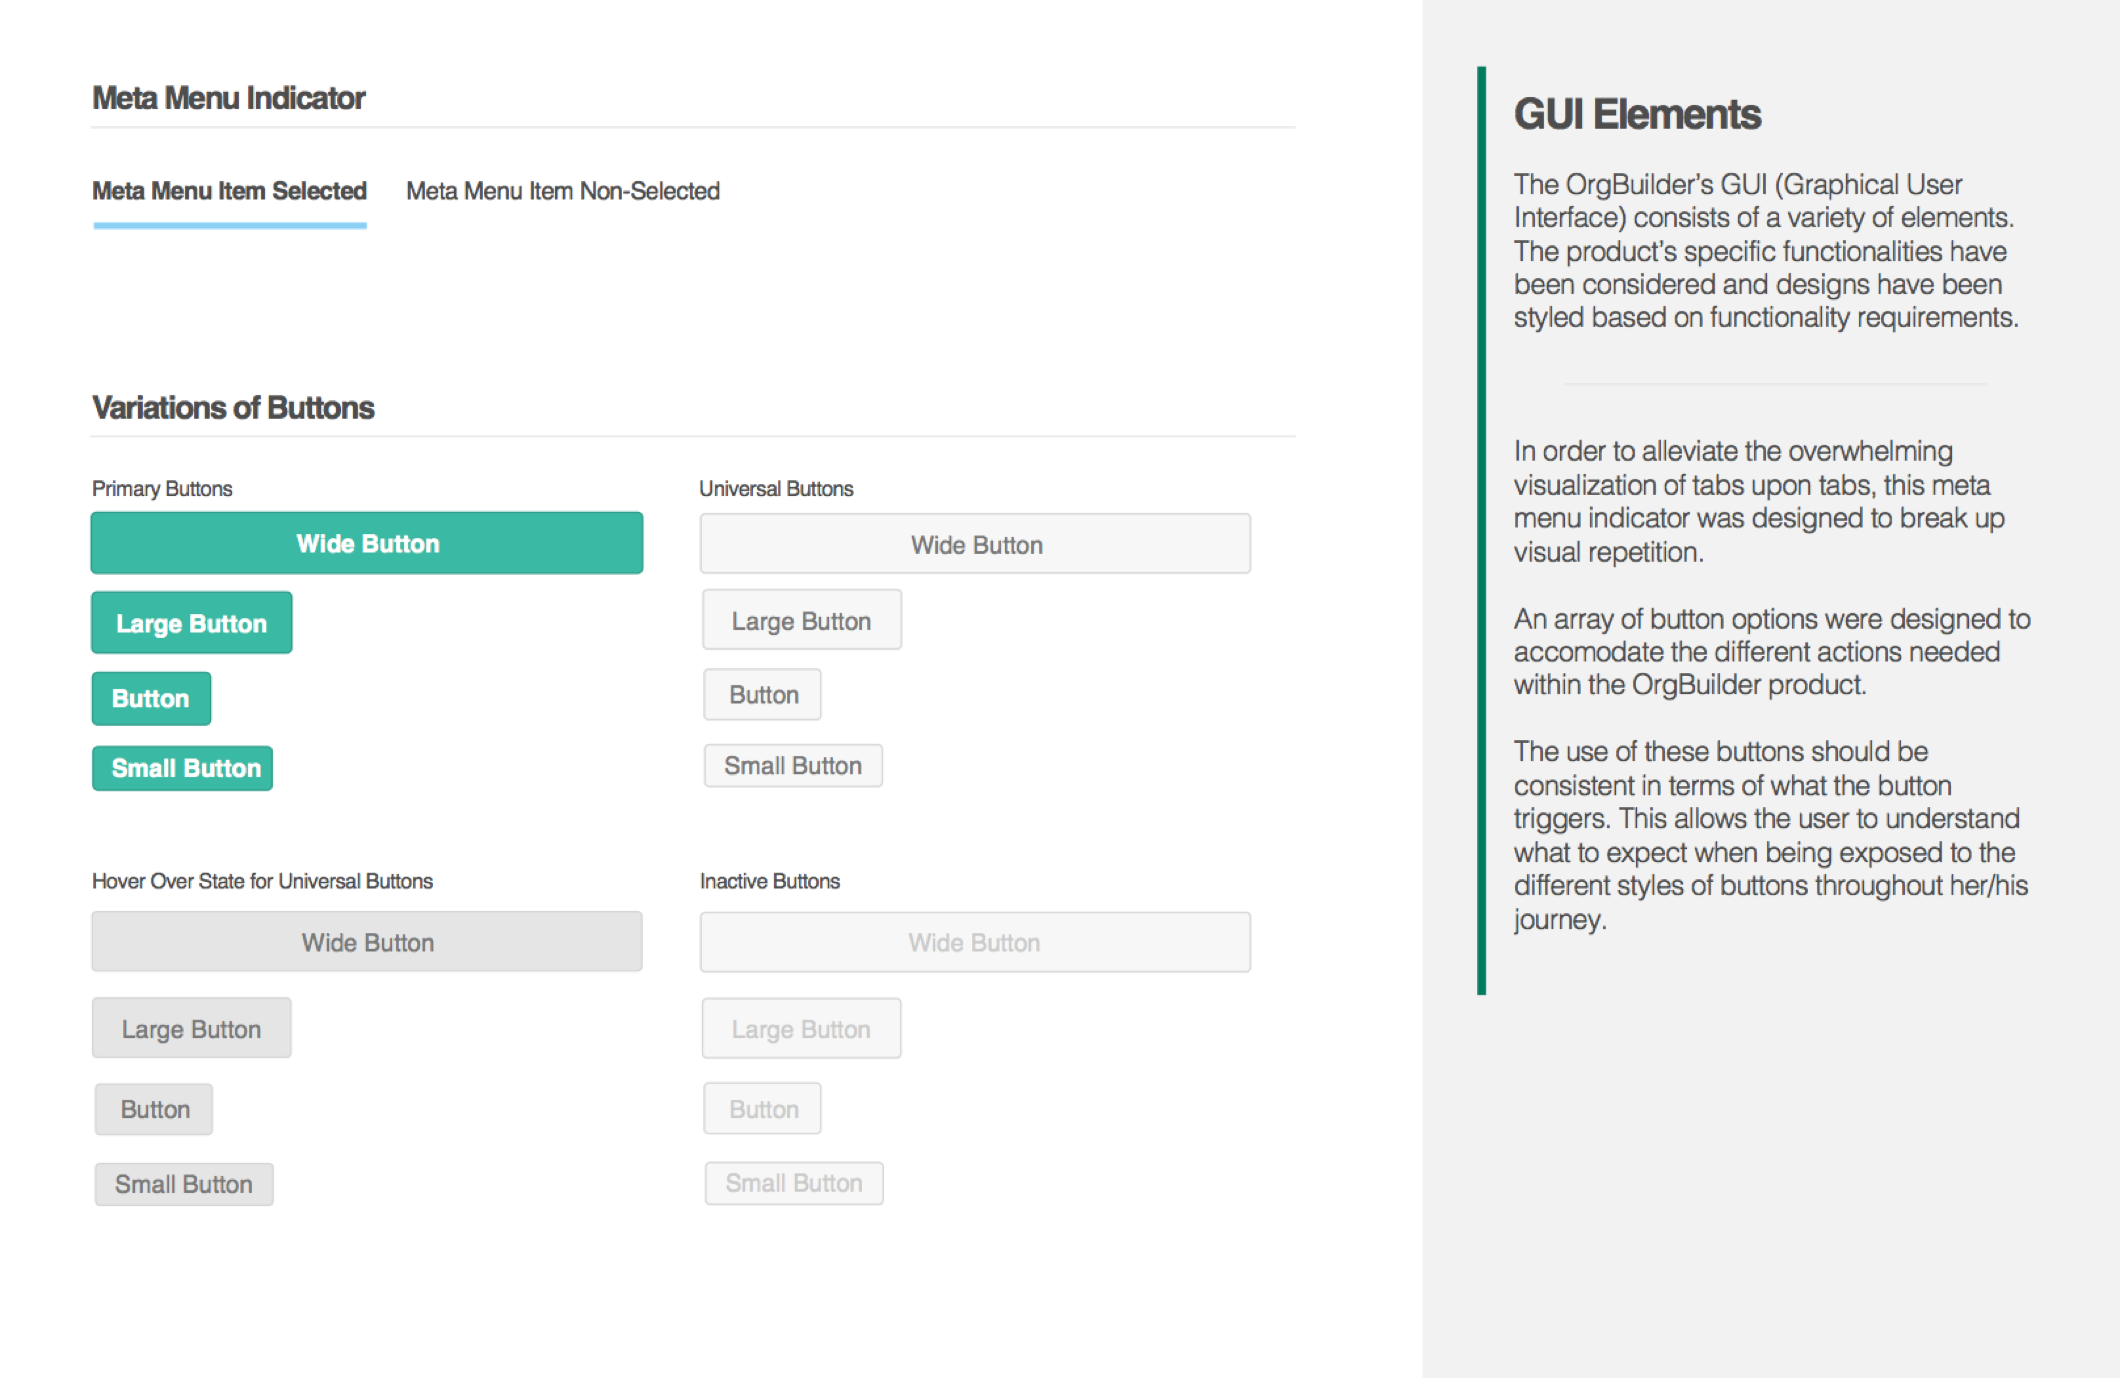 Meta Menu Indicator
Meta Menu Item Selected
Meta Menu Item Non-Selected
Variations of Buttons
Primary Buttons
Wide Button
Large Button
Button
Small Button
Universal Buttons
Wide Button
Large Button
Button
Small Button
Hover Over State for Universal Buttons
Wide Button
Large Button
Button
Small Button
Inactive Buttons
Wide Button
Large Button
Button
Small Button
GUI Elements
The OrgBuilder’s GUI (Graphical User
Interface) consists of a variety of elements.
The product’s specific functionalities have
been considered and designs have been
styled based on functionality requirements.
In order to alleviate the overwhelming
visualization of tabs upon tabs, this meta
menu indicator was designed to break up
visual repetition.
An array of button options were designed to
accomodate the different actions needed
within the OrgBuilder product.
The use of these buttons should be
consistent in terms of what the button
triggers. This allows the user to understand
what to expect when being exposed to the
different styles of buttons throughout her/his
journey.